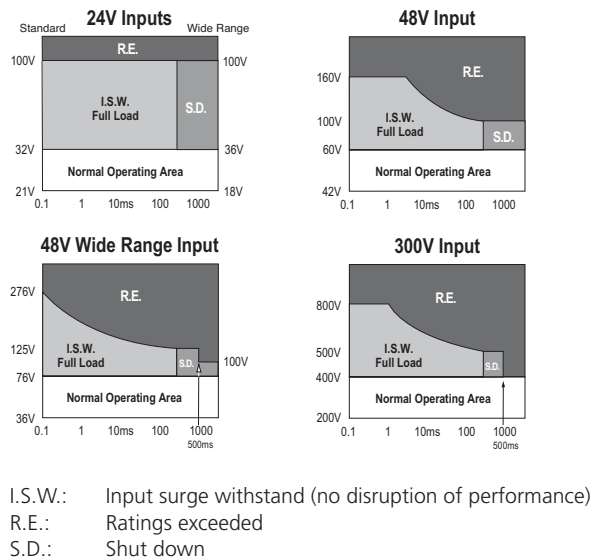 24V Inputs
Standard Wide Range
R.E.
100V 100V
I.S.W.
Full Load
S.D.
32V 36V
Normal Operating Area
21V 18V
0.1 1 10ms 100 1000
48V Input
R.E.
160V
I.S.W.
Full Load
100V
S.D.
60V
Normal Operating Area
42V
0.1 1 10ms 100 1000
48V Wide Range Input
276V
R.E.
125V
I.S.W.
Full Load
S.D.
100V
76V
Normal Operating Area
36V
0.1 1 10ms 100 1000
500ms
300V Input
R.E.
800V
500V
I.S.W.
Full Load
S.D.
400V
Normal Operating Area
200V
0.1 1 10ms 100 1000
500ms
I.S.W.: Input surge withstand (no disruption of performance)
R.E.: Ratings exceeded
S.D.: Shut down